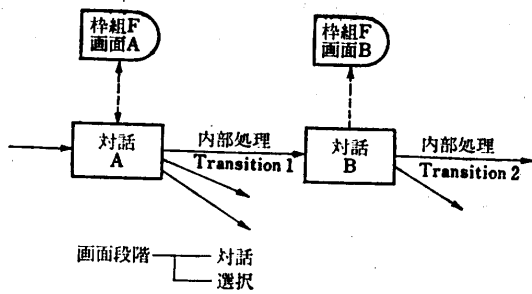 枠組F
画面A
枠組F
画面B
対話
A
内部処理
Transition 1
対話
B
内部処理
Transition 2
画面段階
対話
選択